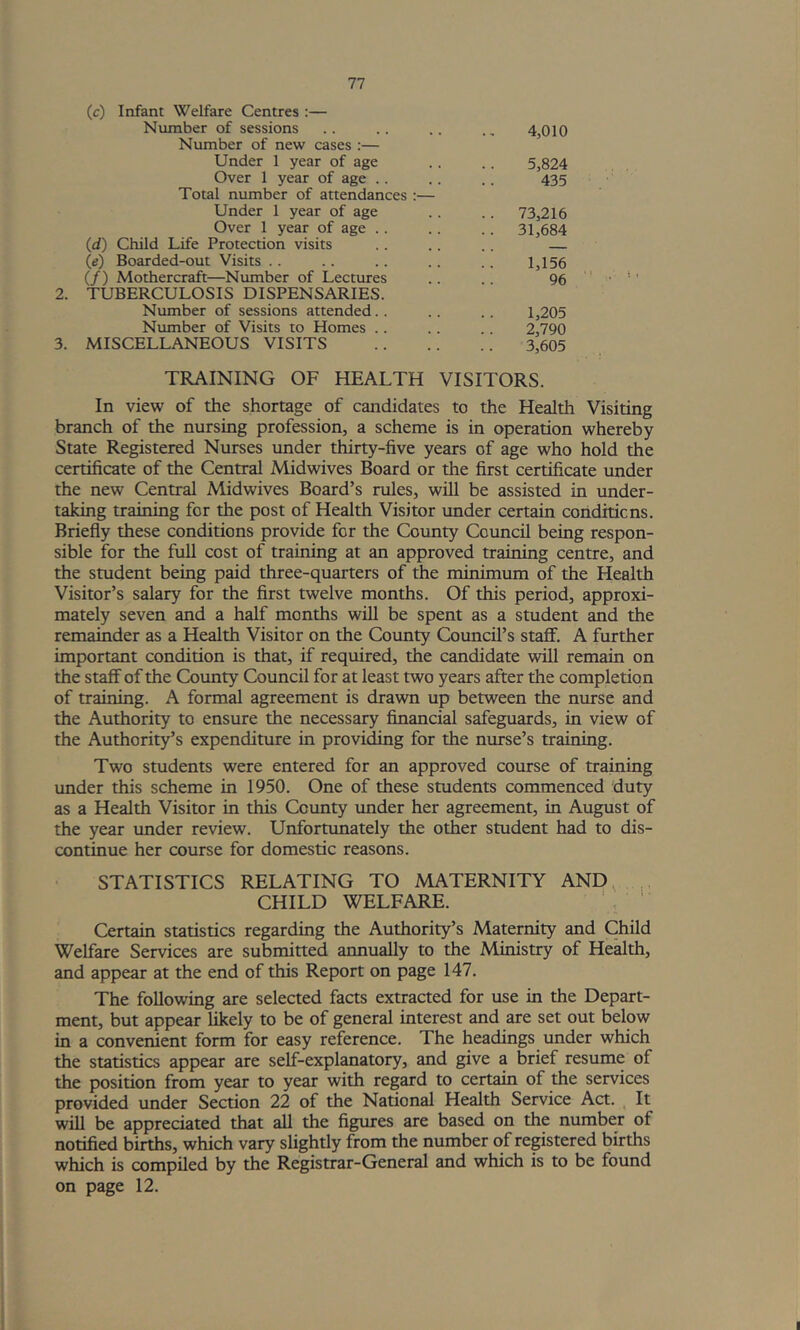 77
(c) Infant Welfare Centres :—
Number of sessions .. .. .. .. 4,010
Number of new cases :—
Under 1 year of age .. .. 5,824
Over 1 year of age .. .. .. 435
Total number of attendances :—
Under 1 year of age .. .. 73,216
Over 1 year of age .. .. .. 31,684
(d) Child Life Protection visits .. .. .. —
(e) Boarded-out Visits .. .. .. .. .. 1,156
(f) Mothercraft—Number of Lectures .. .. 96
2. TUBERCULOSIS DISPENSARIES.
Number of sessions attended .. .. .. 1,205
Number of Visits to Homes .. .. .. 2,790
3. MISCELLANEOUS VISITS .. .. .. 3,605
TRAINING OF HEALTH VISITORS.
In view of the shortage of candidates to the Health Visiting
branch of the nursing profession, a scheme is in operation whereby
State Registered Nurses under thirty-five years of age who hold the
certificate of the Central Midwives Board or the first certificate under
the new Central Midwives Board's rules, will be assisted in under-
taking training for the post of Health Visitor under certain conditions.
Briefly these conditions provide for the County Council being respon-
sible for the full cost of training at an approved training centre, and
the student being paid three-quarters of the minimum of the Health
Visitor's salary for the first twelve months. Of this period, approxi-
mately seven and a half months will be spent as a student and the
remainder as a Health Visitor on the County Council's staff. A further
important condition is that, if required, the candidate will remain on
the staff of the County Council for at least two years after the completion
of training. A formal agreement is drawn up between the nurse and
the Authority to ensure the necessary financial safeguards, in view of
the Authority's expenditure in providing for the nurse's training.
Two students were entered for an approved course of training
under this scheme in 1950. One of these students commenced duty
as a Health Visitor in this County under her agreement, in August of
the year under review. Unfortunately the other student had to dis-
continue her course for domestic reasons.
STATISTICS RELATING TO MATERNITY AND
CHILD WELFARE.
Certain statistics regarding the Authority's Maternity and Child
Welfare Services are submitted annually to the Ministry of Health,
and appear at the end of this Report on page 147.
The following are selected facts extracted for use in the Depart-
ment, but appear likely to be of general interest and are set out below
in a convenient form for easy reference. The headings under which
the statistics appear are self-explanatory, and give a brief resume of
the position from year to year with regard to certain of the services
provided under Section 22 of the National Health Service Act. It
will be appreciated that all the figures are based on the number of
notified births, which vary slightly from the number of registered births
which is compiled by the Registrar-General and which is to be found
on page 12.